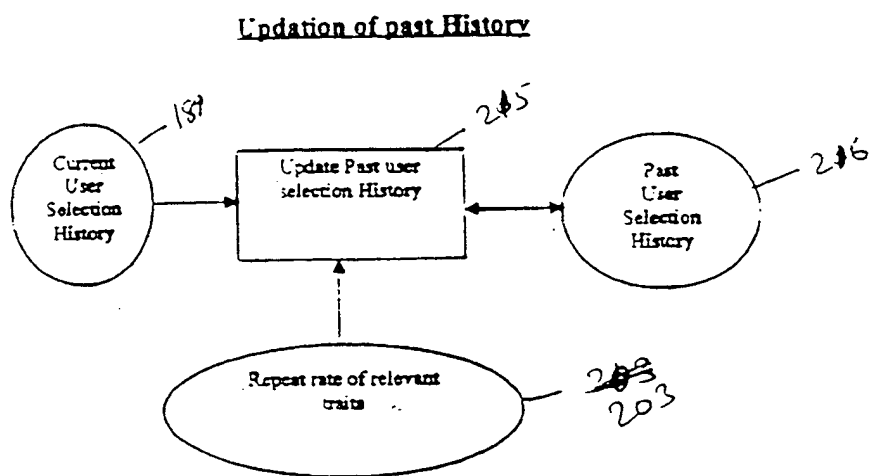 Updation of past History
Current
User
Selection
History
Update Past user
selection History
Past
User
Selection
History
Repeat rate of relevant
traits
203